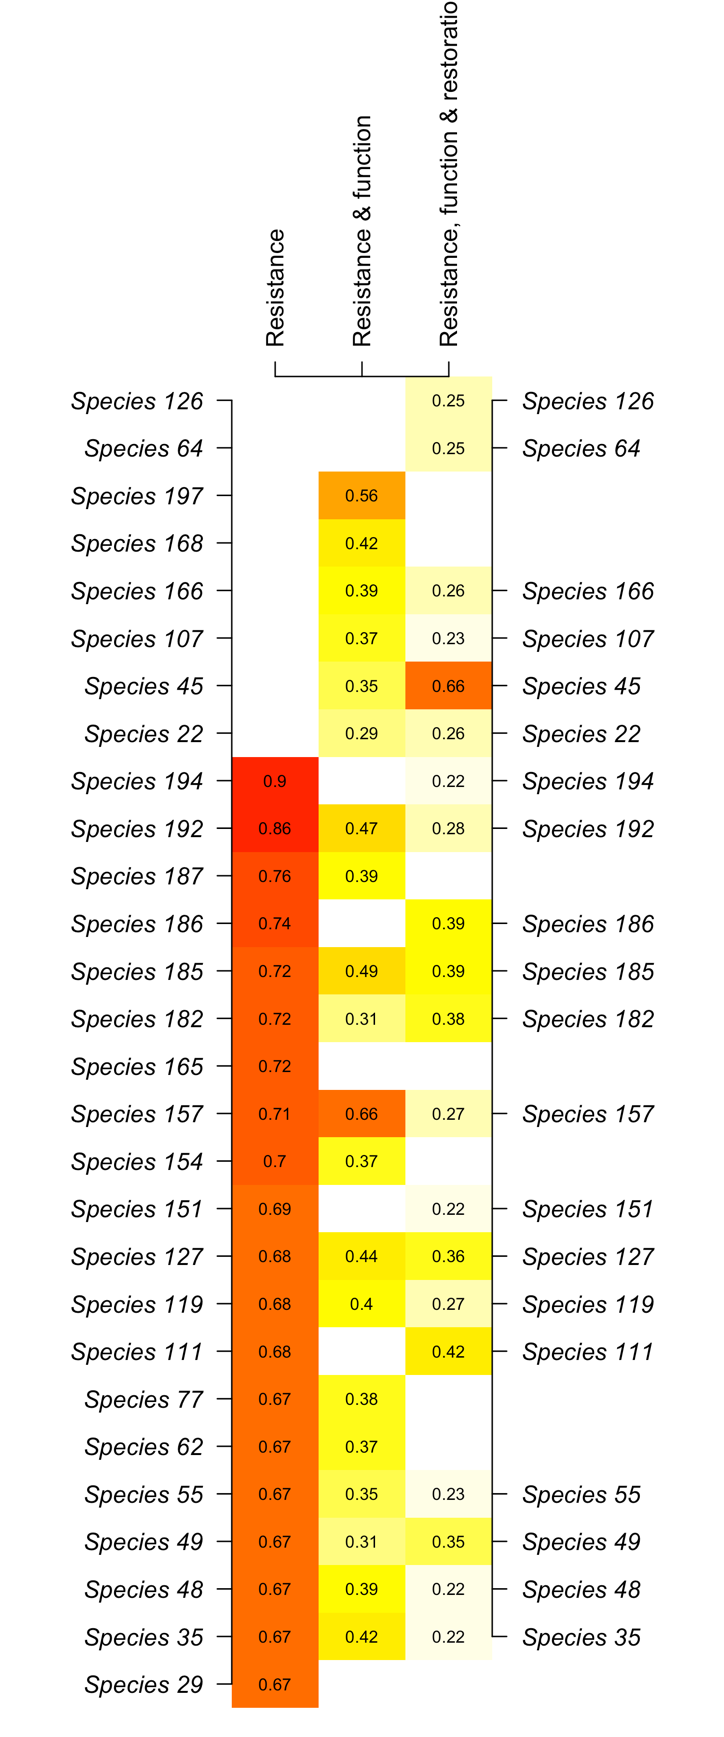 Resistance
Resistance & function
Resistance, function & restoratio
Species 126 0.25 Species 126
Species 64 0.25 Species 64
Species 197 0.56
Species 168 0.42
Species 166 0.39 0.26 Species 166
Species 107 0.37 0.23 Species 107
Species 45 0.35 0.66 Species 45
Species 22 0.29 0.26 Species 22
Species 194 0.9 0.22 Species 194
Species 192 0.86 0.47 0.28 Species 192
Species 187 0.76 0.39
Species 186 0.74 0.39 Species 186
Species 185 0.72 0.49 0.39 Species 185
Species 182 0.72 0.31 0.38 Species 182
Species 165 0.72
Species 157 0.71 0.66 0.27 Species 157
Species 154 0.7 0.37
Species 151 0.69 0.22 Species 151
Species 127 0.68 0.44 0.36 Species 127
Species 119 0.68 0.4 0.27 Species 119
Species 111 0.68 0.42 Species 111
Species 77 0.67 0.38
Species 62 0.67 0.37
Species 55 0.67 0.35 0.23 Species 55
Species 49 0.67 0.31 0.35 Species 49
Species 48 0.67 0.39 0.22 Species 48
Species 35 0.67 0.42 0.22 Species 35
Species 29 0.67